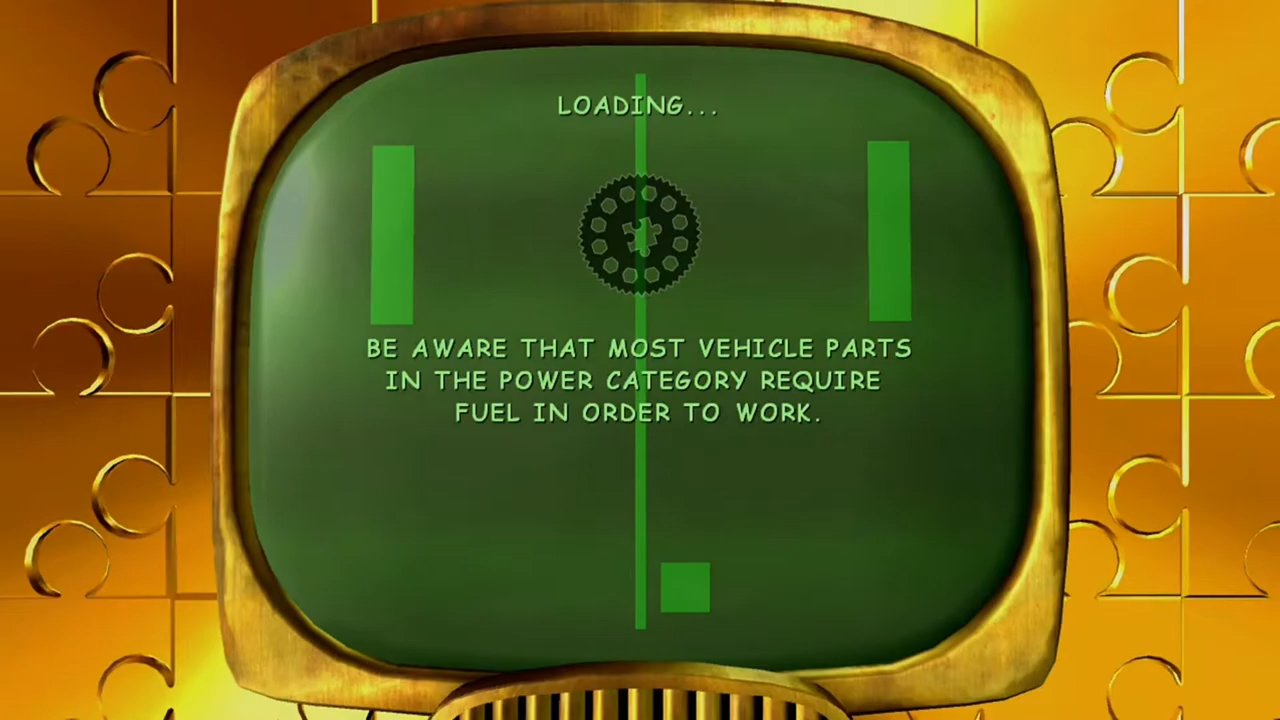 LOADING...
BE AWARE THAT MOST VEHICLE PARTS
IN THE POWER CATEGORY REQUIRE
FUEL IN ORDER TO WORK.